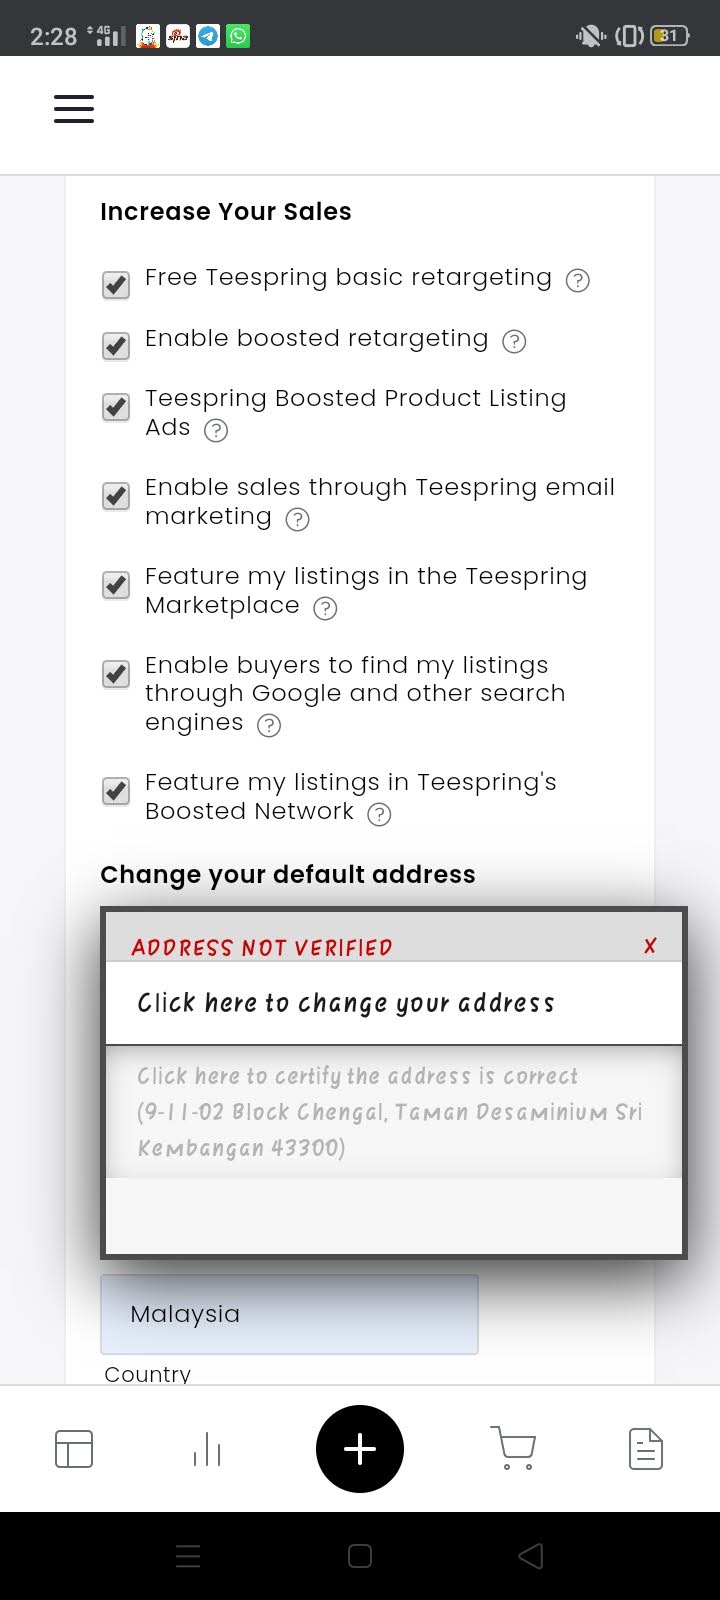 2:28 4G 31
Increase Your Sales
Free Teespring basic retargeting ?
Enable boosted retargeting ?
Teespring Boosted Product Listing
Ads ?
Enable sales through Teespring email
marketing ?
Feature my listings in the Teespring
Marketplace ?
Enable buyers to find my listings
through Google and other search
engines ?
Feature my listings in Teespring's
Boosted Network ?
Change your default address
ADDRESS NOT VERIFIED X
Click here to change your address
Click here to certify the address is correct
(9-11-02 Block Chengal, Taman Desaminium Sri
Kembangan 43300)
Malaysia
Country